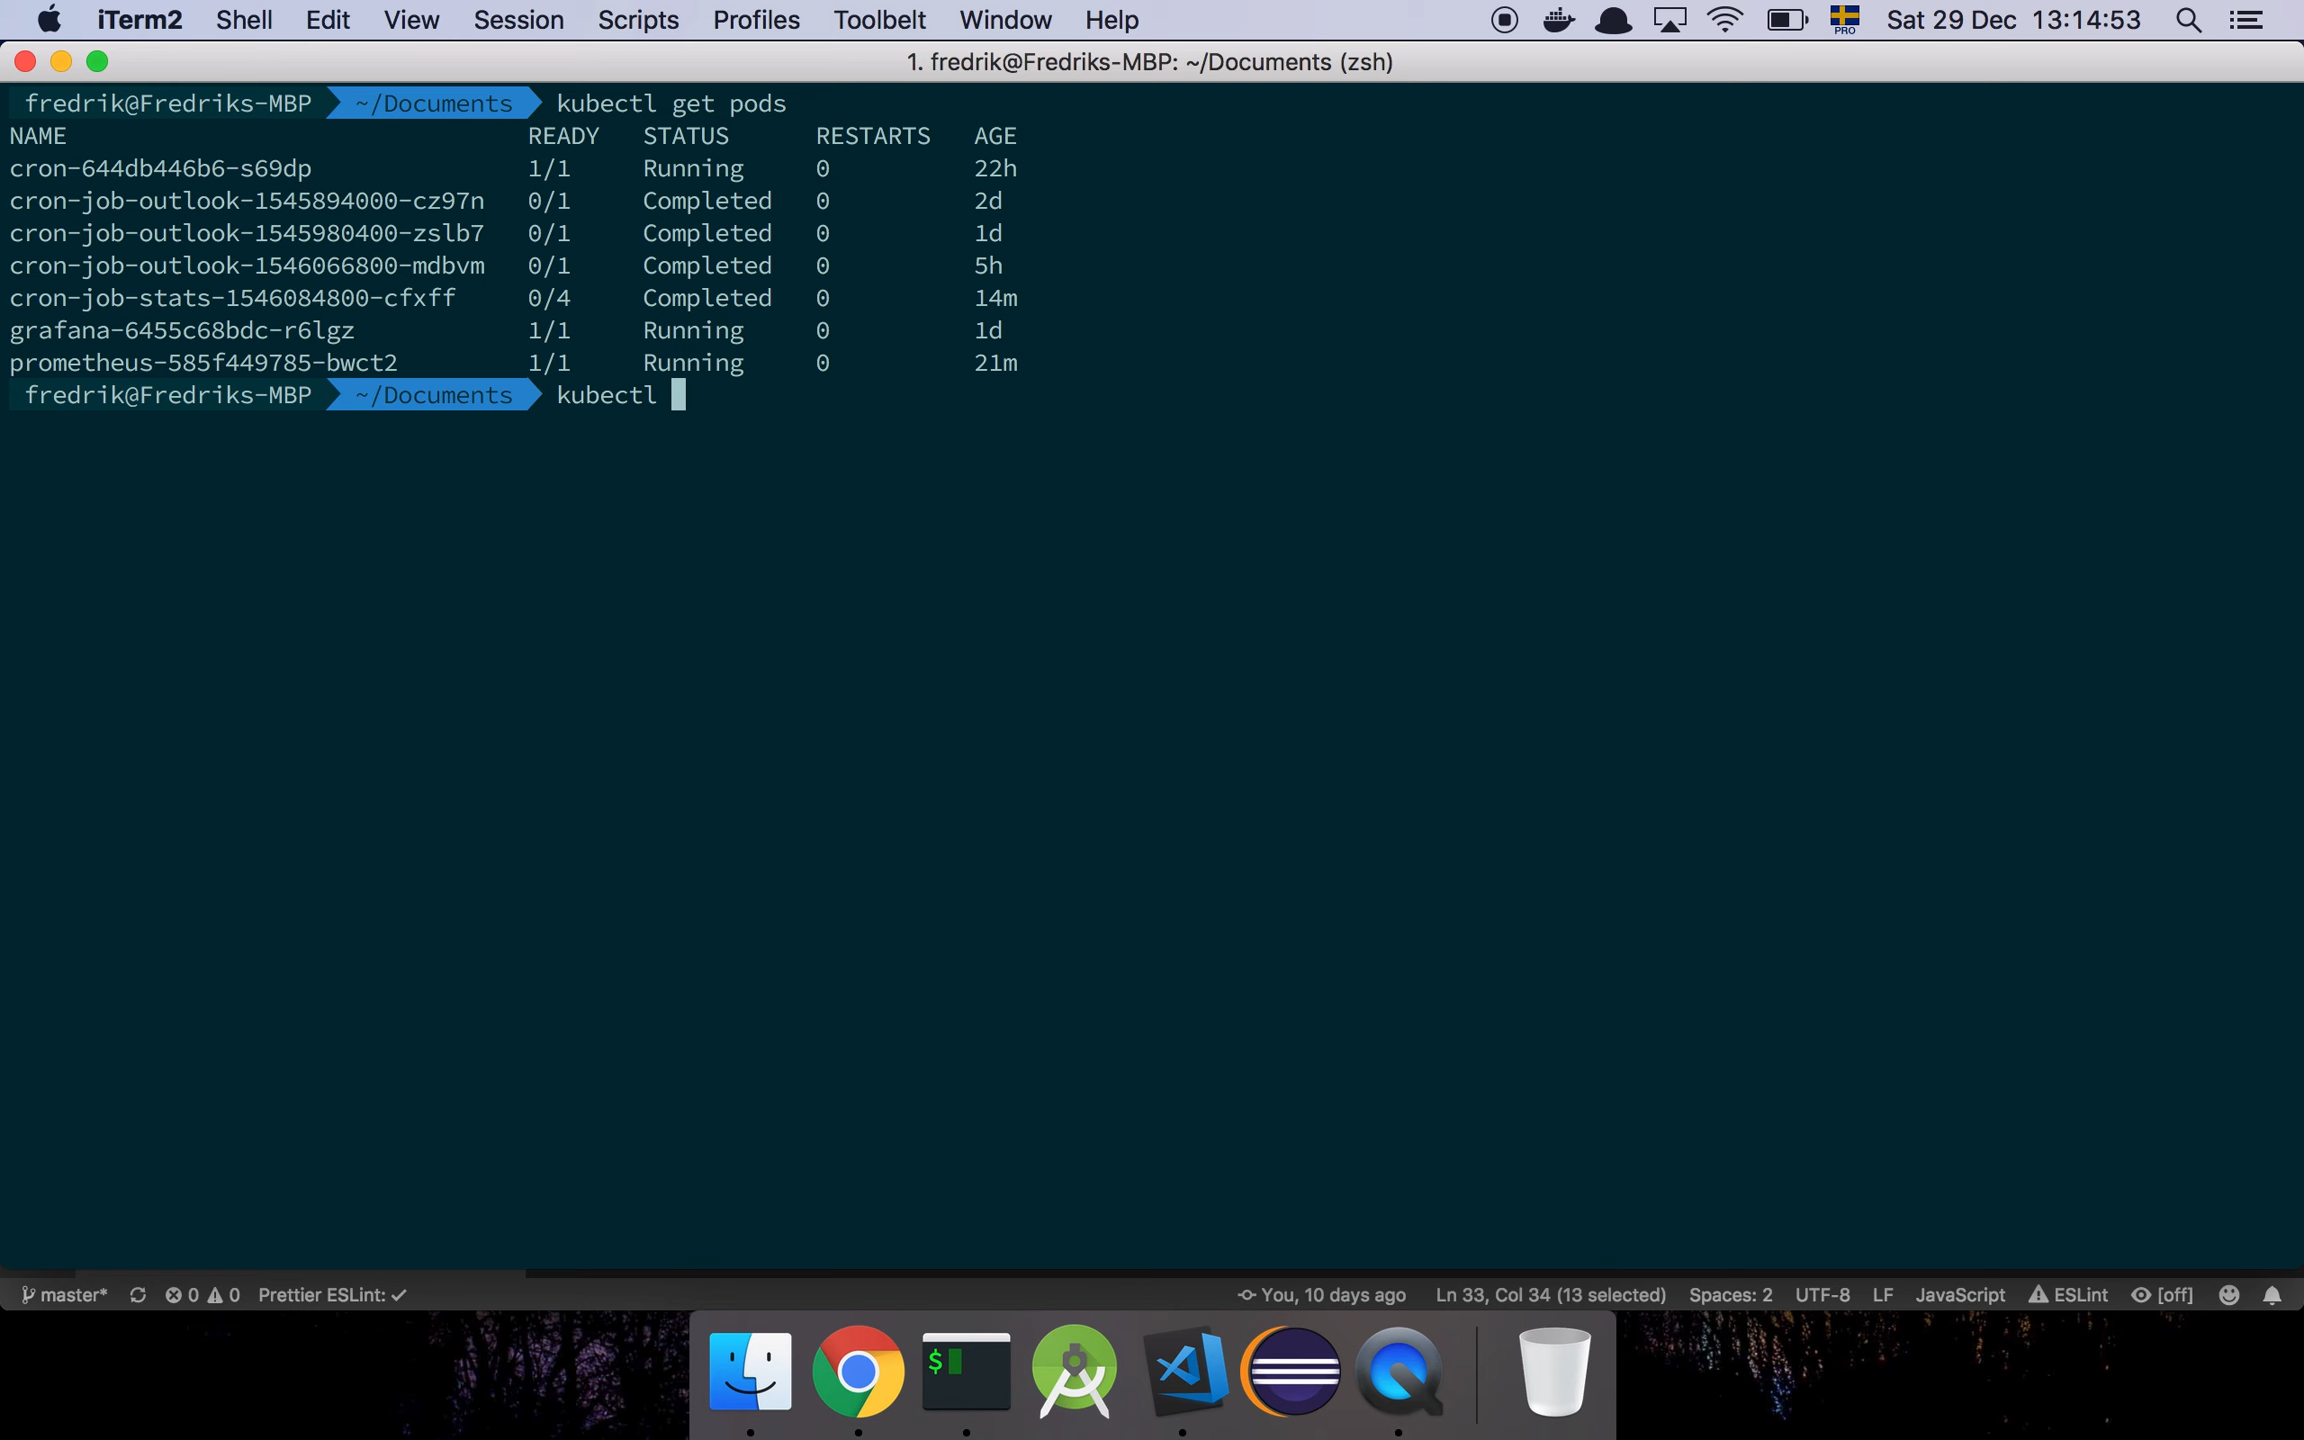 iTerm2 Shell Edit View Session Scripts Profiles Toolbelt Window Help PRO Sat 29 Dec 13:14:53
1. fredrik@Fredriks-MBP: ~/Documents (zsh)
fredrik@Fredriks-MBP ~/Documents kubectl get pods
NAME READY STATUS RESTARTS AGE
cron-644db446b6-s69dp 1/1 Running 0 22h
cron-job-outlook-1545894000-cz97n 0/1 Completed 0 2d
cron-job-outlook-1545980400-zslb7 0/1 Completed 0 1d
cron-job-outlook-1546066800-mdbvm 0/1 Completed 0 5h
cron-job-stats-1546084800-cfxff 0/4 Completed 0 14m
grafana-6455c68bdc-r6lgz 1/1 Running 0 1d
prometheus-585f449785-bwct2 1/1 Running 0 21m
fredrik@Fredriks-MBP ~/Documents kubectl
master* 0 0 Prettier ESLint: ✓ You, 10 days ago Ln 33, Col 34 (13 selected) Spaces: 2 UTF-8 LF JavaScript ESLint [off]
$